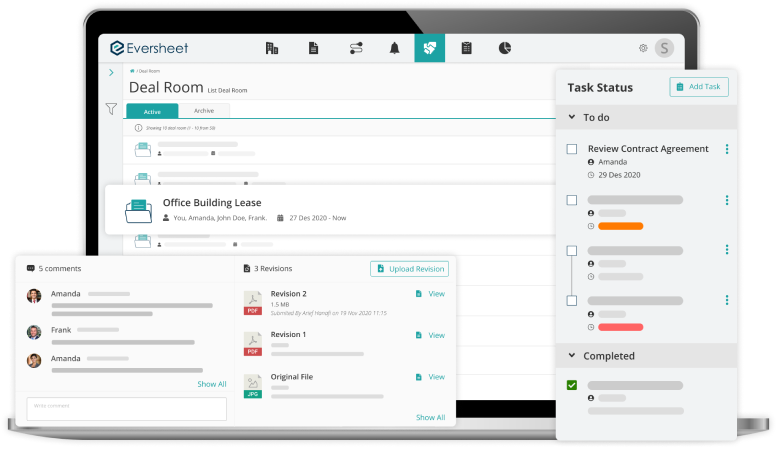 Eversheet
S
/ Deal Room
Deal Room List Deal Room
Active Archive
Showing 10 deal room (1 - 10 from 50)
Office Building Lease
You, Amanda, John Doe, Frank. 27 Des 2020 - Now
5 comments
Amanda
Frank
Amanda
Show All
Write comment
3 Revisions Upload Revision
Revision 2 View
1.5 MB
Submited By Arief Hanafi on 19 Nov 2020 11:15
PDF
Revision 1 View
PDF
Original File View
JPG
Show All
Task Status Add Task
To do
Review Contract Agreement
Amanda
29 Des 2020
Completed